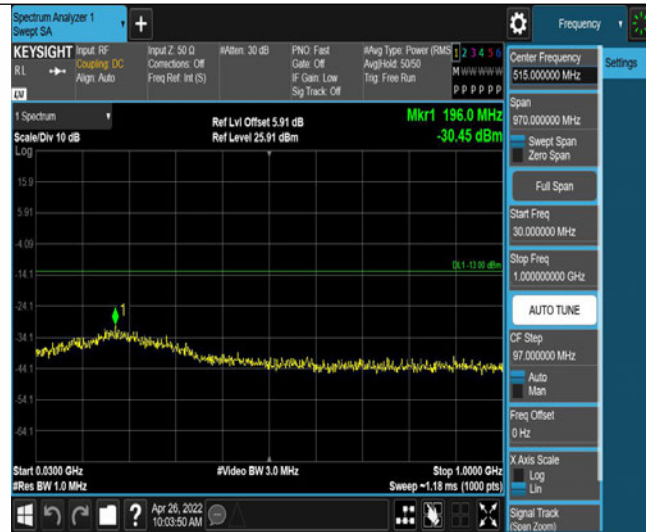 Spectrum Analyzer 1
Swept SA
+
Frequency
KEYSIGHT
RL
LXI
Input: RF
Coupling: DC
Align: Auto
Input Z: 50 Ω
Corrections: Off
Freq Ref: Int (S)
#Atten: 30 dB
PNO: Fast
Gate: Off
IF Gain: Low
Sig Track: Off
#Avg Type: Power (RMS
Avg|Hold: 50/50
Trig: Free Run
1 2 3 4 5 6
M W W W W W
P P P P P P
Center Frequency
515.000000 MHz
Settings
Span
970.000000 MHz
Swept Span
Zero Span
Full Span
Start Freq
30.000000 MHz
Stop Freq
1.000000000 GHz
AUTO TUNE
CF Step
97.000000 MHz
Auto
Man
Freq Offset
0 Hz
X Axis Scale
Log
Lin
Signal Track
(Span Zoom)
1 Spectrum
Scale/Div 10 dB
Log
Ref Lvl Offset 5.91 dB
Ref Level 25.91 dBm
Mkr1 196.0 MHz
-30.45 dBm
15.9
5.91
-4.09
DL1 -13.00 dBm
-14.1
-24.1
1
-34.1
-44.1
-54.1
-64.1
Start 0.0300 GHz
#Video BW 3.0 MHz
Stop 1.0000 GHz
#Res BW 1.0 MHz
Sweep ~1.18 ms (1000 pts)
?
Apr 26, 2022
10:03:50 AM